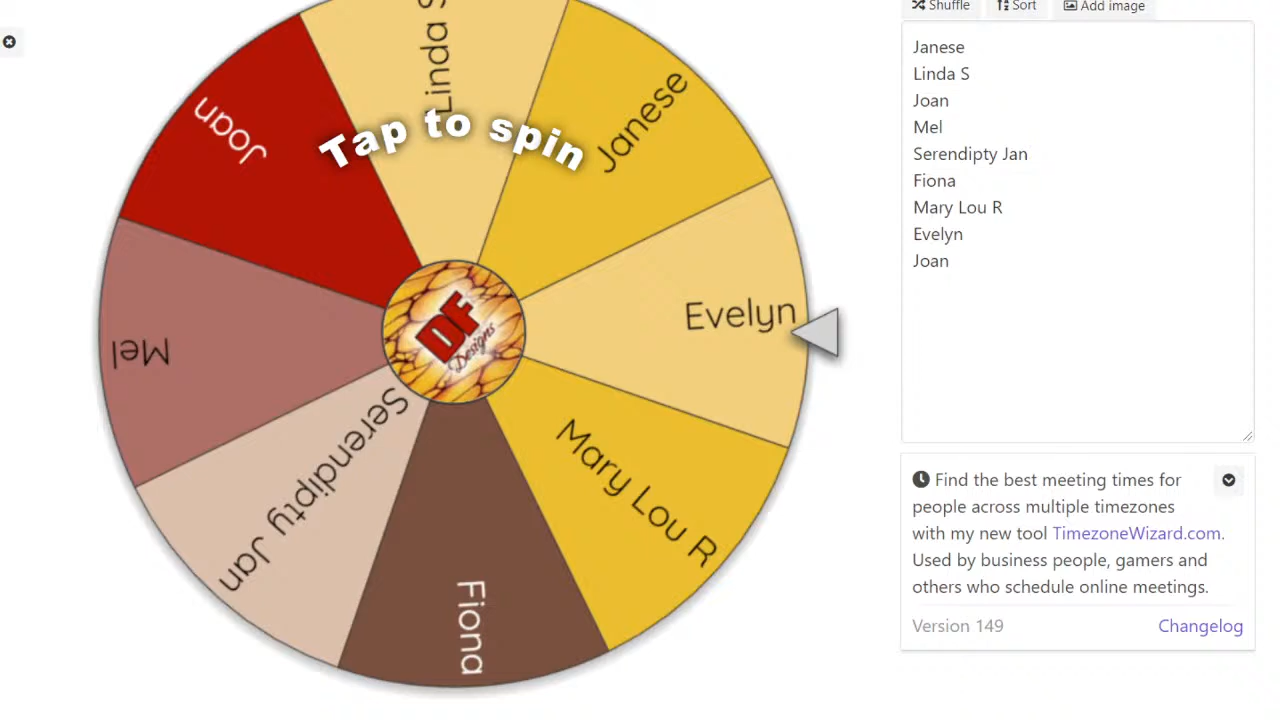 Shuffle
Sort
Add image
Janese
Linda S
Joan
Mel
Serendipty Jan
Fiona
Mary Lou R
Evelyn
Joan
Linda S
Janese
Joan
Tap to spin
Evelyn
Mel
DF
Designs
Serendipty Jan
Mary Lou R
Fiona
Find the best meeting times for
people across multiple timezones
with my new tool TimezoneWizard.com.
Used by business people, gamers and
others who schedule online meetings.
Version 149
Changelog